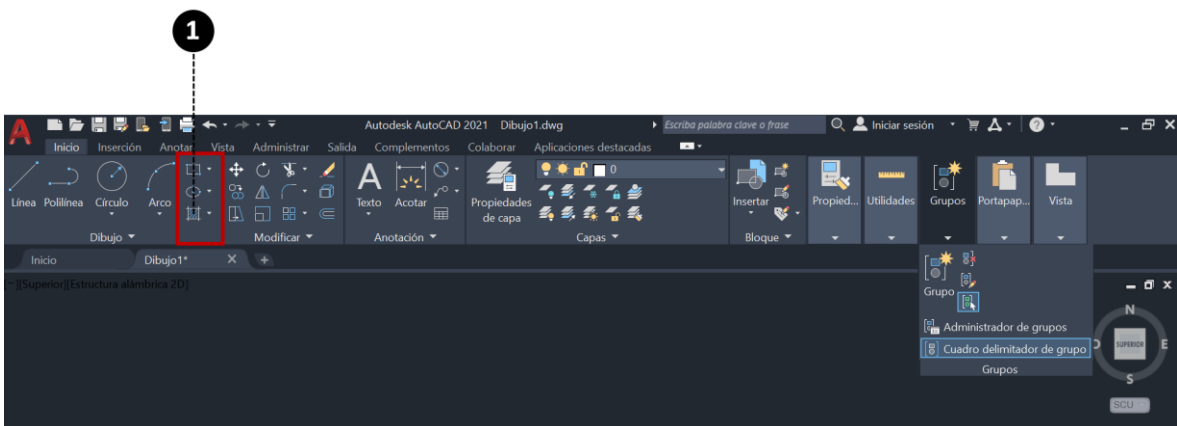 1
Autodesk AutoCAD 2021 Dibujo1.dwg
Escriba palabra clave o frase
Iniciar sesión
Inicio Inserción Anotar Vista Administrar Salida Complementos Colaborar Aplicaciones destacadas
0
Línea Polilínea Círculo Arco Texto Acotar Propiedades de capa Insertar Propied... Utilidades Grupos Portapap... Vista
Dibujo Modificar Anotación Capas Bloque
Inicio Dibujo1* +
[-][Superior][Estructura alámbrica 2D]
Grupo
Administrador de grupos
Cuadro delimitador de grupo
Grupos
N
O SUPERIOR E
S
SCU